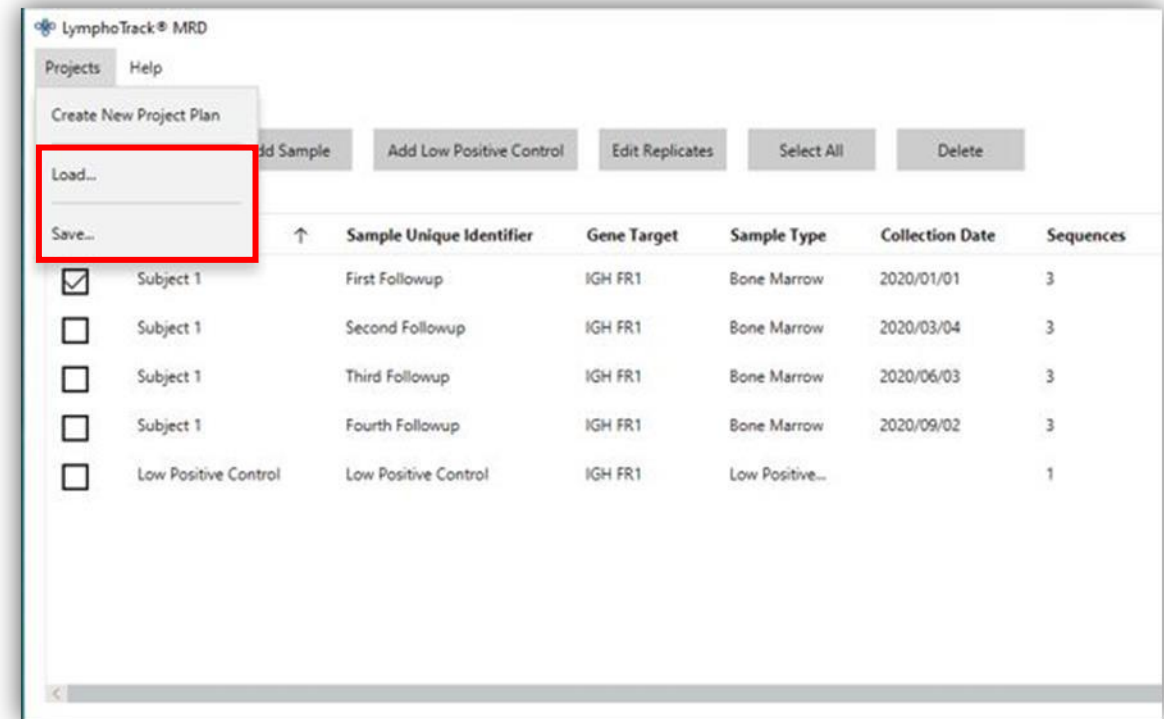 LymphoTrack® MRD
Projects Help
Create New Project Plan
dd Sample Add Low Positive Control Edit Replicates Select All Delete
Load...
Save...
↑ Sample Unique Identifier Gene Target Sample Type Collection Date Sequences
Subject 1 First Followup IGH FR1 Bone Marrow 2020/01/01 3
Subject 1 Second Followup IGH FR1 Bone Marrow 2020/03/04 3
Subject 1 Third Followup IGH FR1 Bone Marrow 2020/06/03 3
Subject 1 Fourth Followup IGH FR1 Bone Marrow 2020/09/02 3
Low Positive Control Low Positive Control IGH FR1 Low Positive... 1